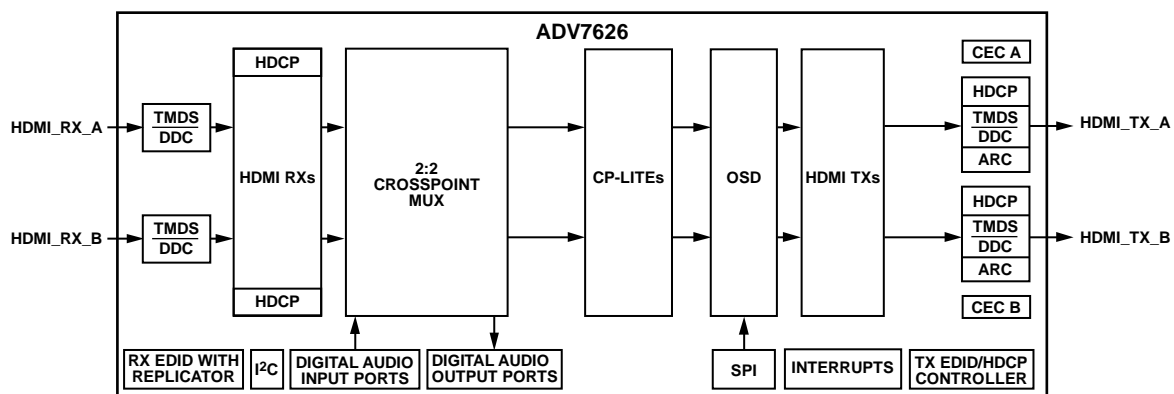 ADV7626
CEC A
HDCP
HDCP
HDMI_RX_A
TMDS
DDC
TMDS
DDC
HDMI_TX_A
ARC
HDMI RXs
2:2
CROSSPOINT
MUX
CP-LITEs
OSD
HDMI TXs
HDCP
HDMI_RX_B
TMDS
DDC
TMDS
DDC
HDMI_TX_B
ARC
HDCP
CEC B
RX EDID WITH
REPLICATOR
I²C
DIGITAL AUDIO
INPUT PORTS
DIGITAL AUDIO
OUTPUT PORTS
SPI
INTERRUPTS
TX EDID/HDCP
CONTROLLER